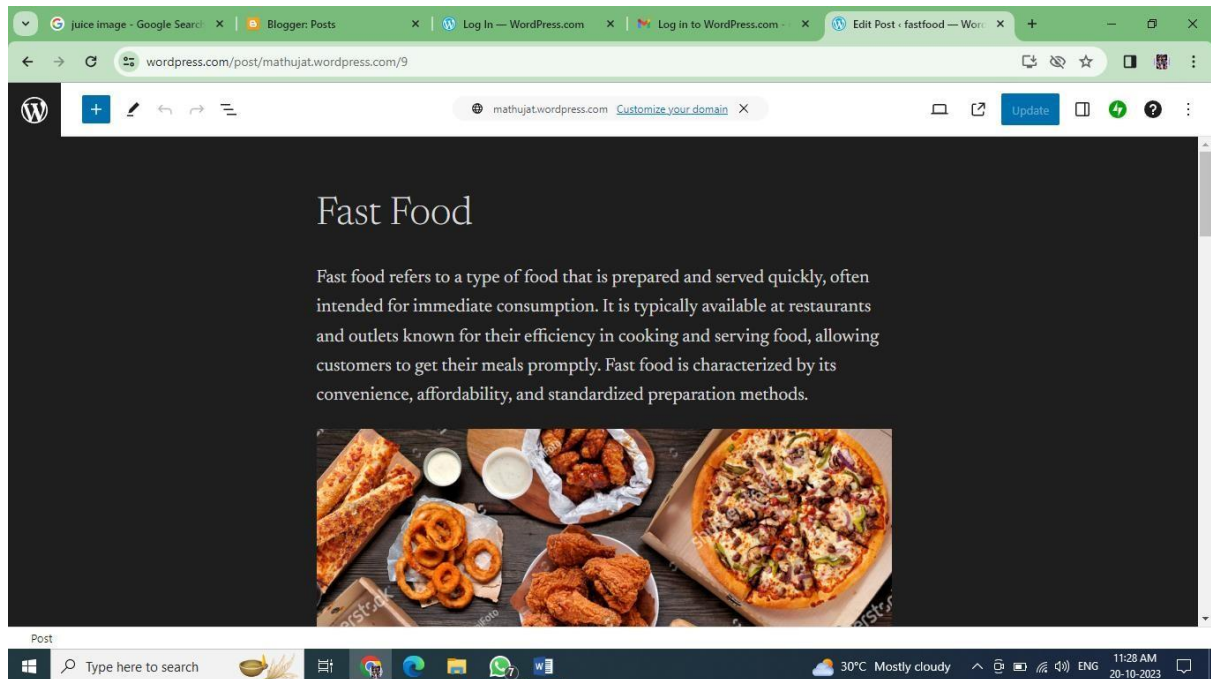 juice image - Google Search
Blogger: Posts
Log In — WordPress.com
Log in to WordPress.com -
Edit Post ‹ fastfood — Wor
wordpress.com/post/mathujat.wordpress.com/9
mathujat.wordpress.com Customize your domain
Update
Fast Food
Fast food refers to a type of food that is prepared and served quickly, often
intended for immediate consumption. It is typically available at restaurants
and outlets known for their efficiency in cooking and serving food, allowing
customers to get their meals promptly. Fast food is characterized by its
convenience, affordability, and standardized preparation methods.
Post
Type here to search
30°C Mostly cloudy
ENG
11:28 AM
20-10-2023